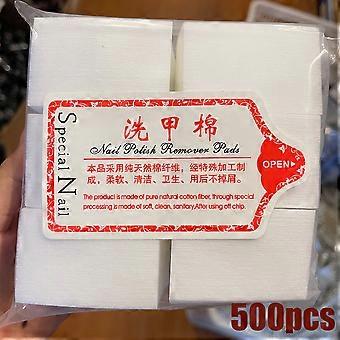 Special Nail
洗甲棉
Nail Polish Remover Pads
OPEN
本品采用纯天然棉纤维,经特殊加工制
成,柔软、清洁、卫生、用后不掉屑。
The product is made of pure natural cotton fiber, through special
processing is made of soft, clean, sanitary,After using off chip.
500pcs